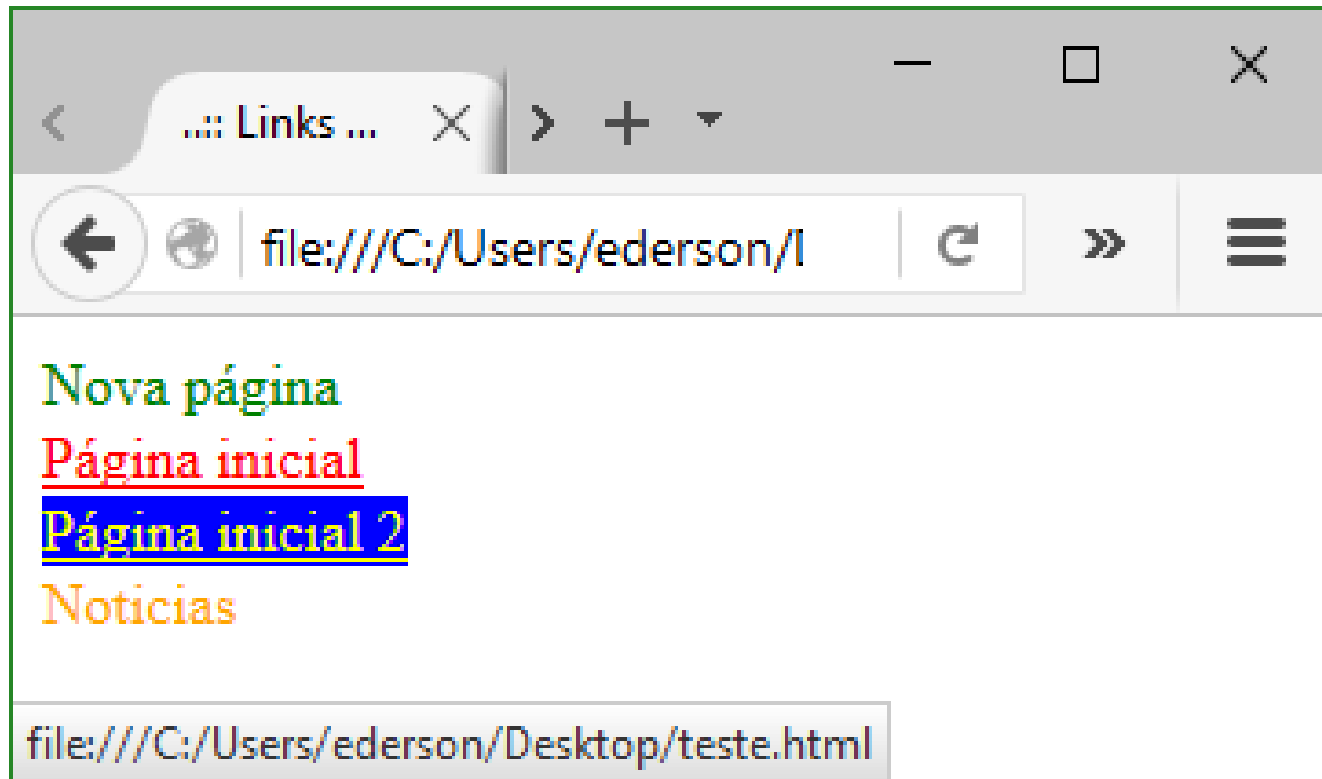 ..:: Links ...
file:///C:/Users/ederson/l
Nova página
Página inicial
Página inicial 2
Noticias
file:///C:/Users/ederson/Desktop/teste.html